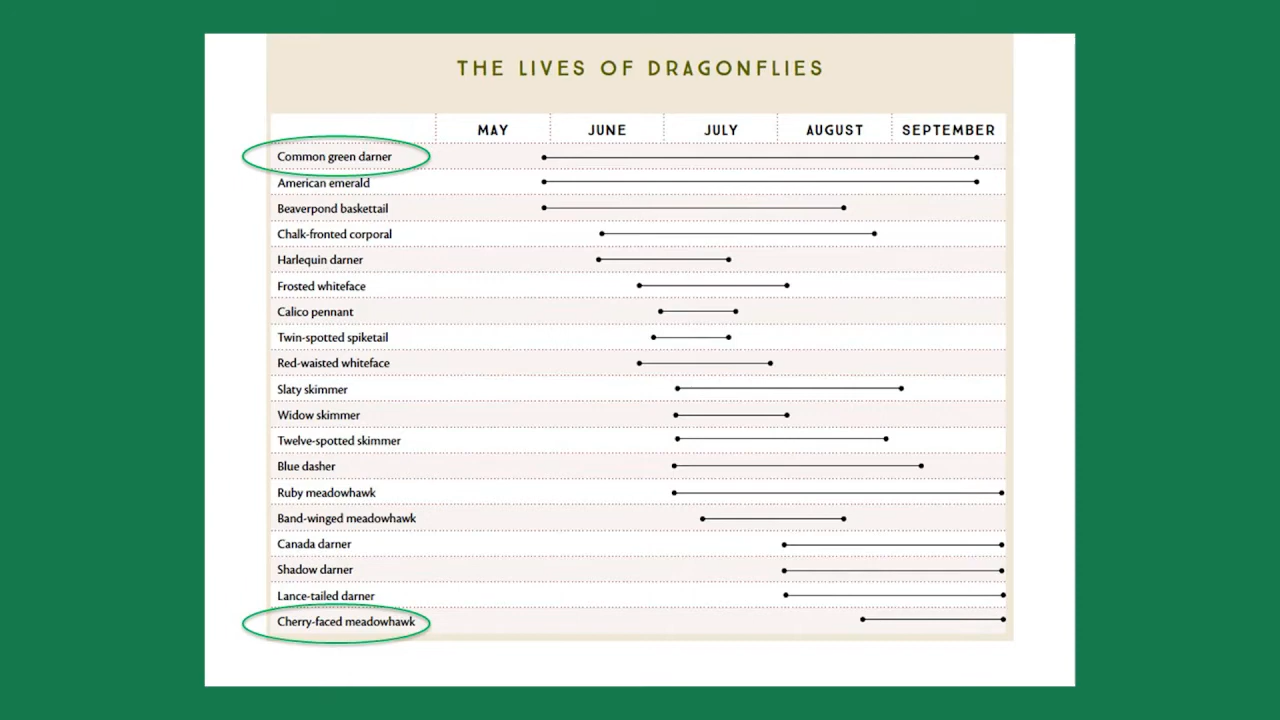 THE LIVES OF DRAGONFLIES
MAY JUNE JULY AUGUST SEPTEMBER
Common green darner
American emerald
Beaverpond baskettail
Chalk-fronted corporal
Harlequin darner
Frosted whiteface
Calico pennant
Twin-spotted spiketail
Red-waisted whiteface
Slaty skimmer
Widow skimmer
Twelve-spotted skimmer
Blue dasher
Ruby meadowhawk
Band-winged meadowhawk
Canada darner
Shadow darner
Lance-tailed darner
Cherry-faced meadowhawk